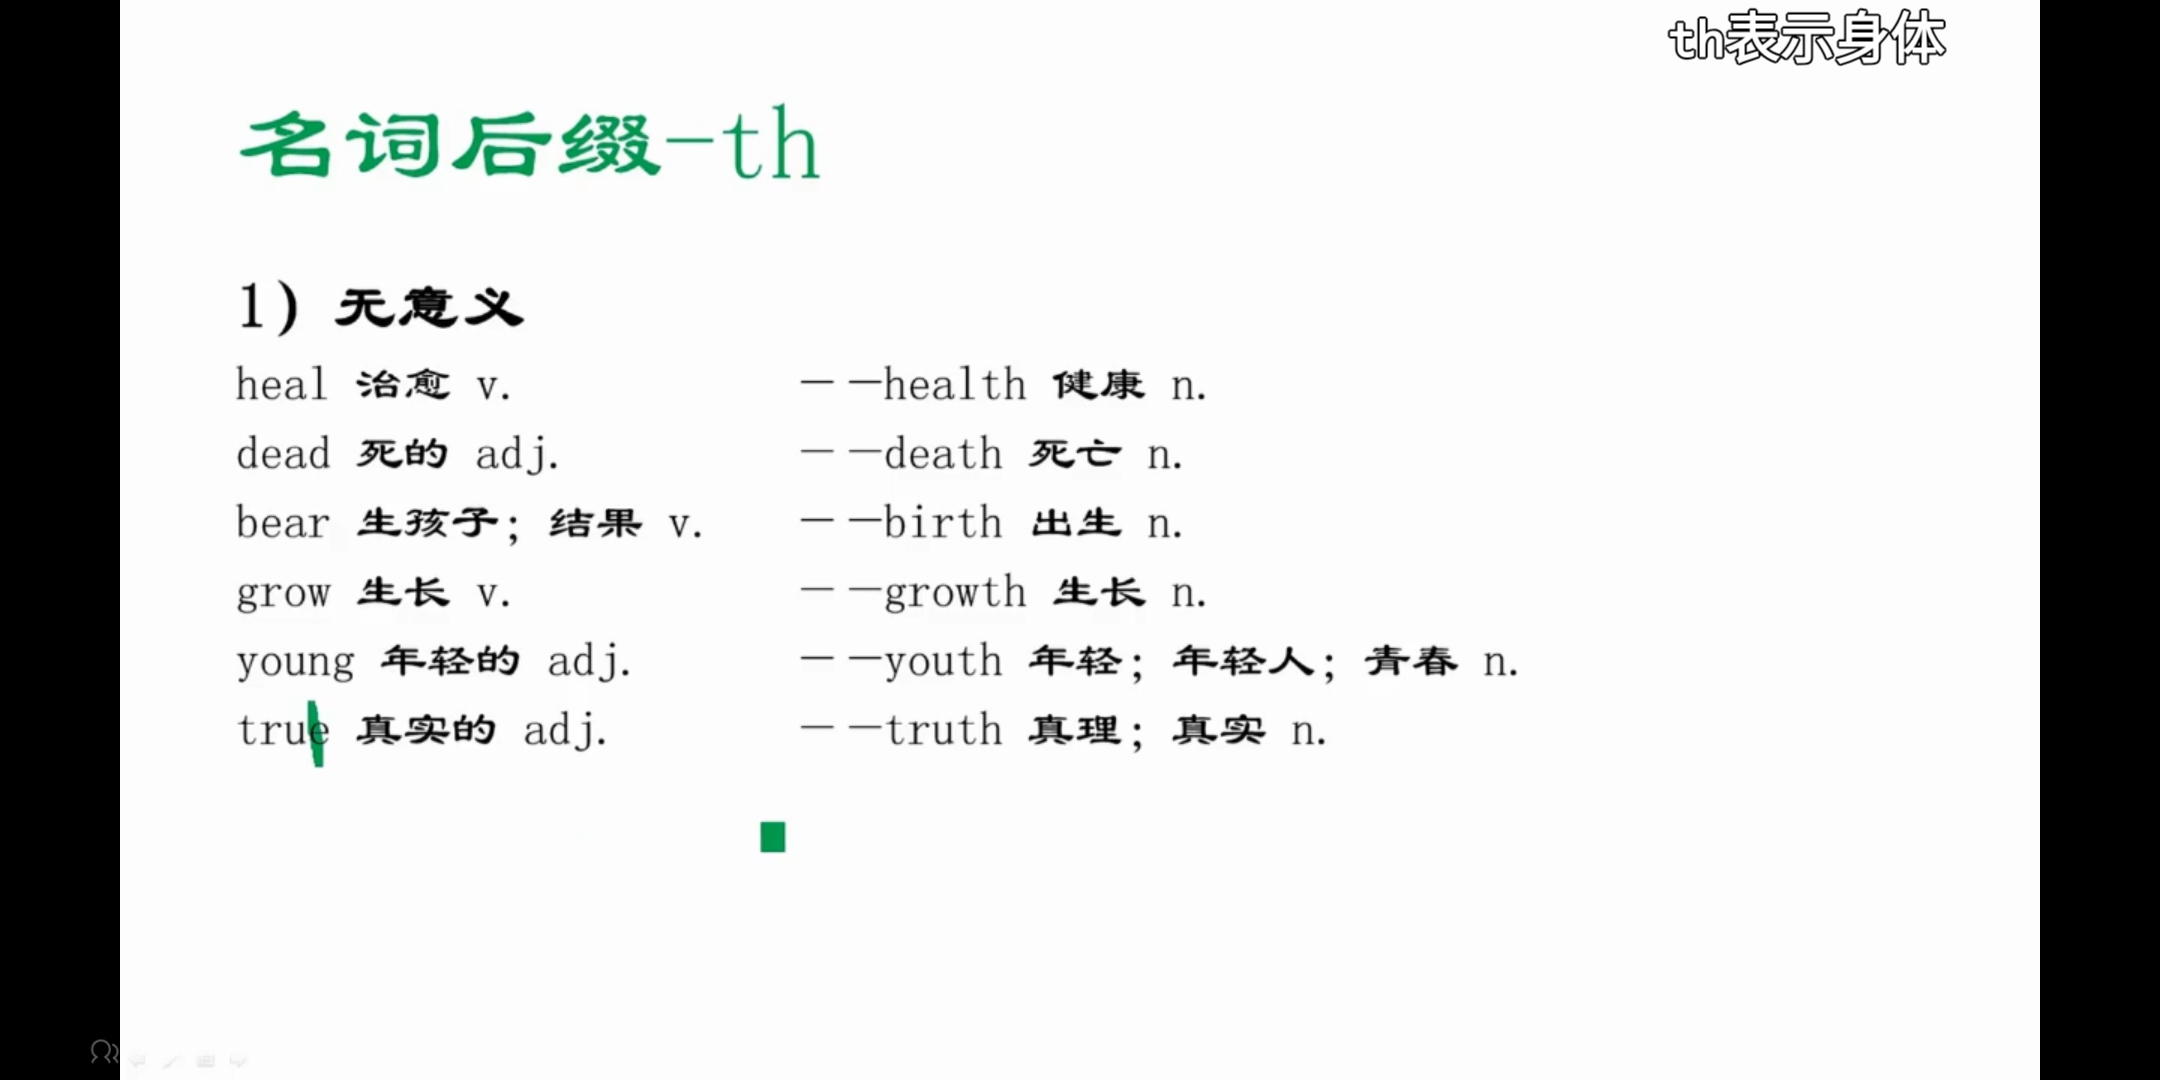 th表示身体
名词后缀-th
1) 无意义
heal 治愈 v. — —health 健康 n.
dead 死的 adj. — —death 死亡 n.
bear 生孩子; 结果 v. — —birth 出生 n.
grow 生长 v. — —growth 生长 n.
young 年轻的 adj. — —youth 年轻; 年轻人; 青春 n.
true 真实的 adj. — —truth 真理; 真实 n.